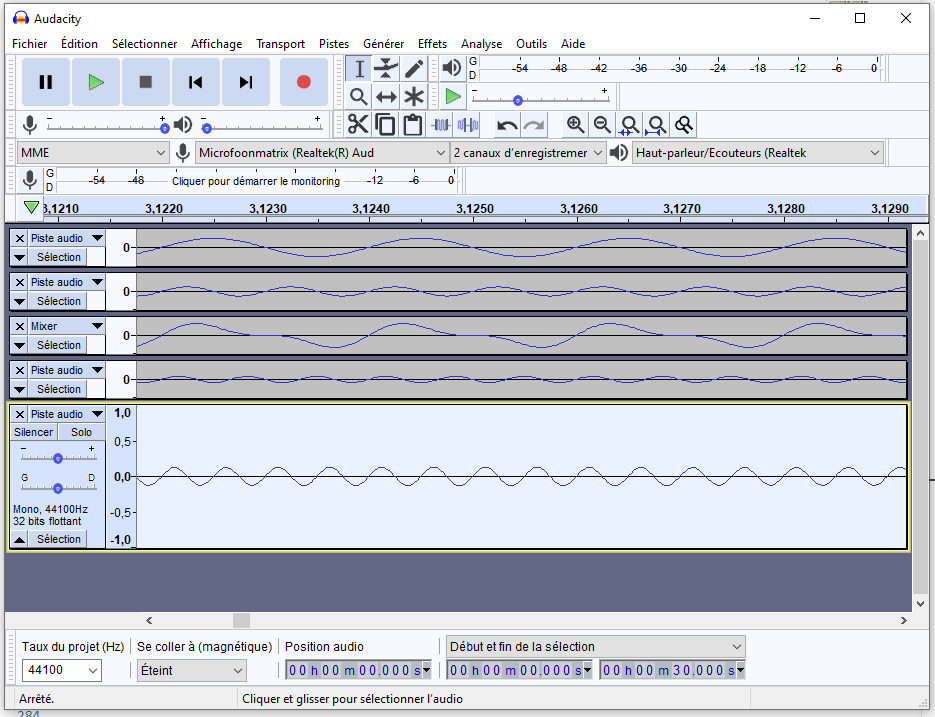 Audacity
Fichier Édition Sélectionner Affichage Transport Pistes Générer Effets Analyse Outils Aide
G
D
-54 -48 -42 -36 -30 -24 -18 -12 -6 0
- +
- + - +
MME Microfoonmatrix (Realtek(R) Aud 2 canaux d'enregistremer Haut-parleur/Ecouteurs (Realtek
G
D
-54 -48 Cliquer pour démarrer le monitoring -12 -6 0
3,1210 3,1220 3,1230 3,1240 3,1250 3,1260 3,1270 3,1280 3,1290
Piste audio
0-
Sélection
Piste audio
0-
Sélection
Mixer
0-
Sélection
Piste audio
0-
Sélection
Piste audio 1,0
Silencer Solo
0,5-
- +
G D 0,0-
Mono, 44100Hz
32 bits flottant
-0,5-
Sélection -1,0
Taux du projet (Hz) Se coller à (magnétique) Position audio Début et fin de la sélection
44100 Éteint 00 h 00 m 00.000 s 00 h 00 m 00.000 s 00 h 00 m 30.000 s
Arrêté. Cliquer et glisser pour sélectionner l'audio
284